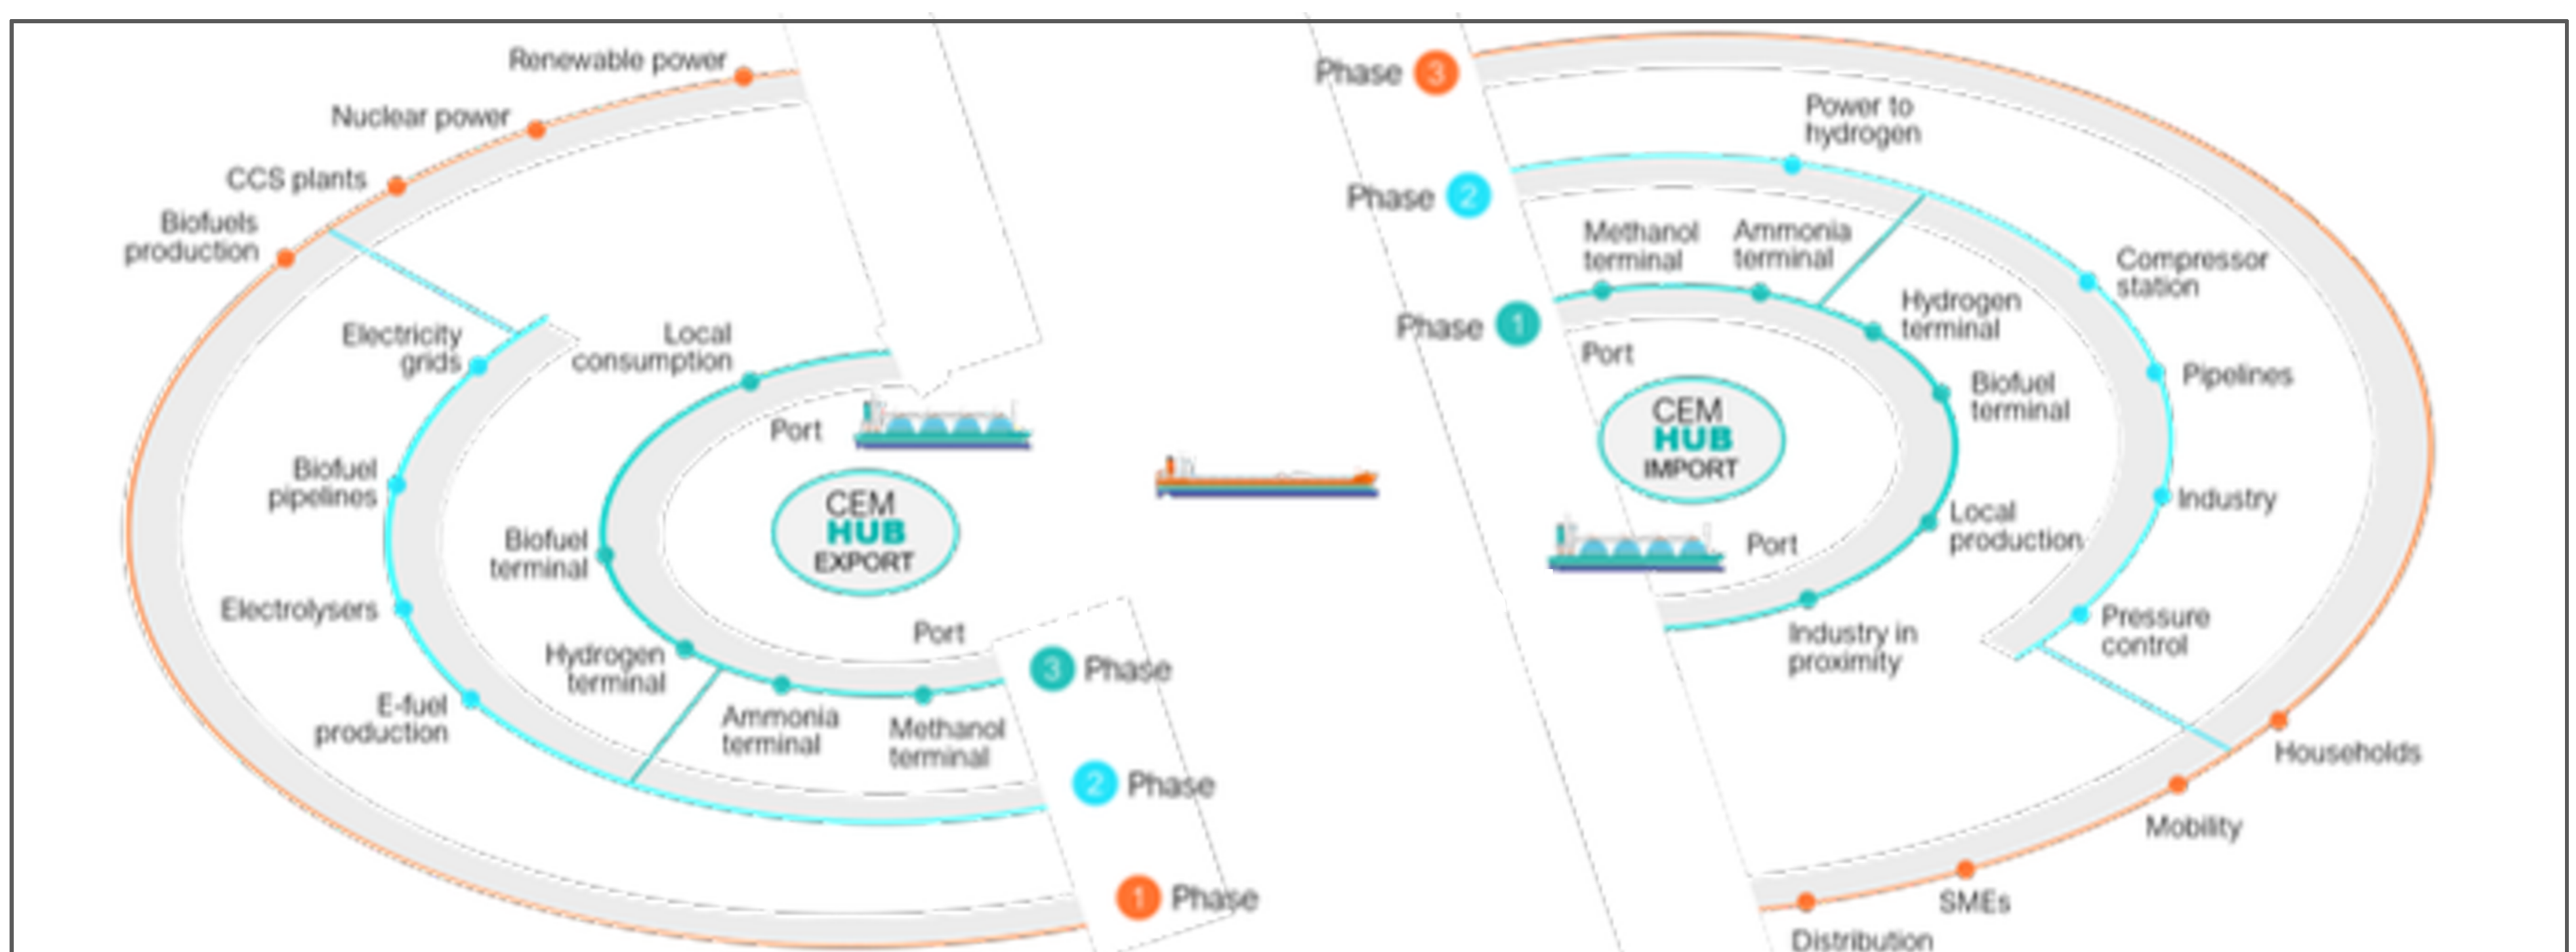 Renewable power
Nuclear power
CCS plants
Biofuels
production
Electricity
grids
Local
consumption
Port
Biofuel
pipelines
CEM
HUB
EXPORT
Biofuel
terminal
Electrolysers
Port
Hydrogen
terminal
E-fuel
production
Ammonia
terminal
Methanol
terminal
3 Phase
2 Phase
1 Phase
Phase 3
Power to
hydrogen
Phase 2
Methanol
terminal
Ammonia
terminal
Compressor
station
Hydrogen
terminal
Phase 1
Port
Biofuel
terminal
Pipelines
CEM
HUB
IMPORT
Industry
Local
production
Port
Pressure
control
Industry in
proximity
Households
Mobility
SMEs
Distribution